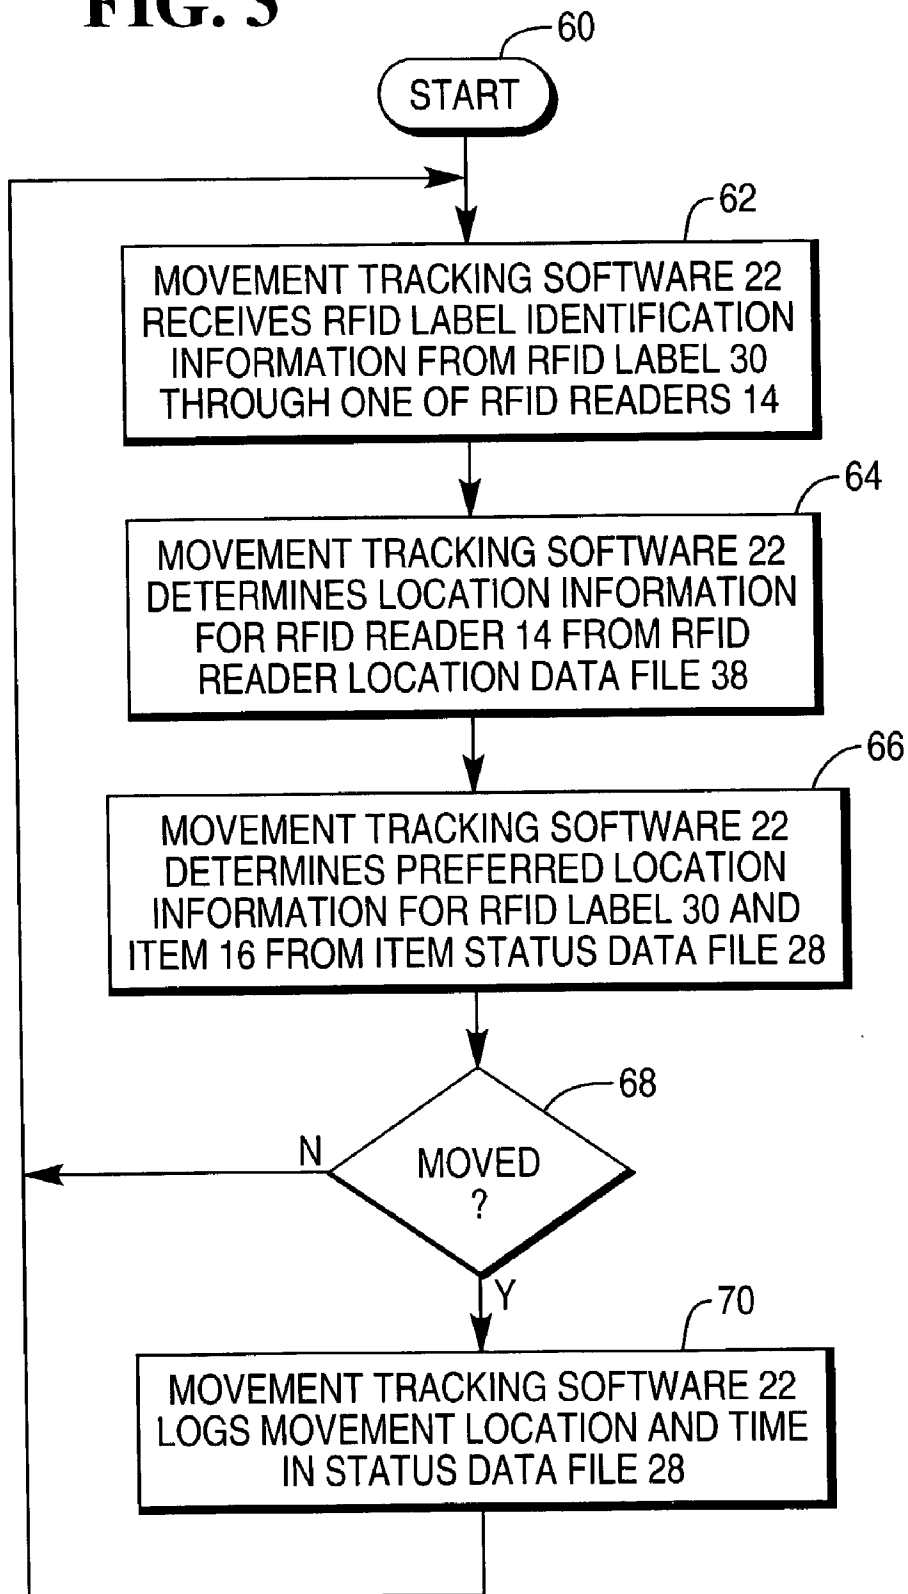 FIG. 3
60
START
62
MOVEMENT TRACKING SOFTWARE 22
RECEIVES RFID LABEL IDENTIFICATION
INFORMATION FROM RFID LABEL 30
THROUGH ONE OF RFID READERS 14
64
MOVEMENT TRACKING SOFTWARE 22
DETERMINES LOCATION INFORMATION
FOR RFID READER 14 FROM RFID
READER LOCATION DATA FILE 38
66
MOVEMENT TRACKING SOFTWARE 22
DETERMINES PREFERRED LOCATION
INFORMATION FOR RFID LABEL 30 AND
ITEM 16 FROM ITEM STATUS DATA FILE 28
68
N
MOVED
?
Y
70
MOVEMENT TRACKING SOFTWARE 22
LOGS MOVEMENT LOCATION AND TIME
IN STATUS DATA FILE 28